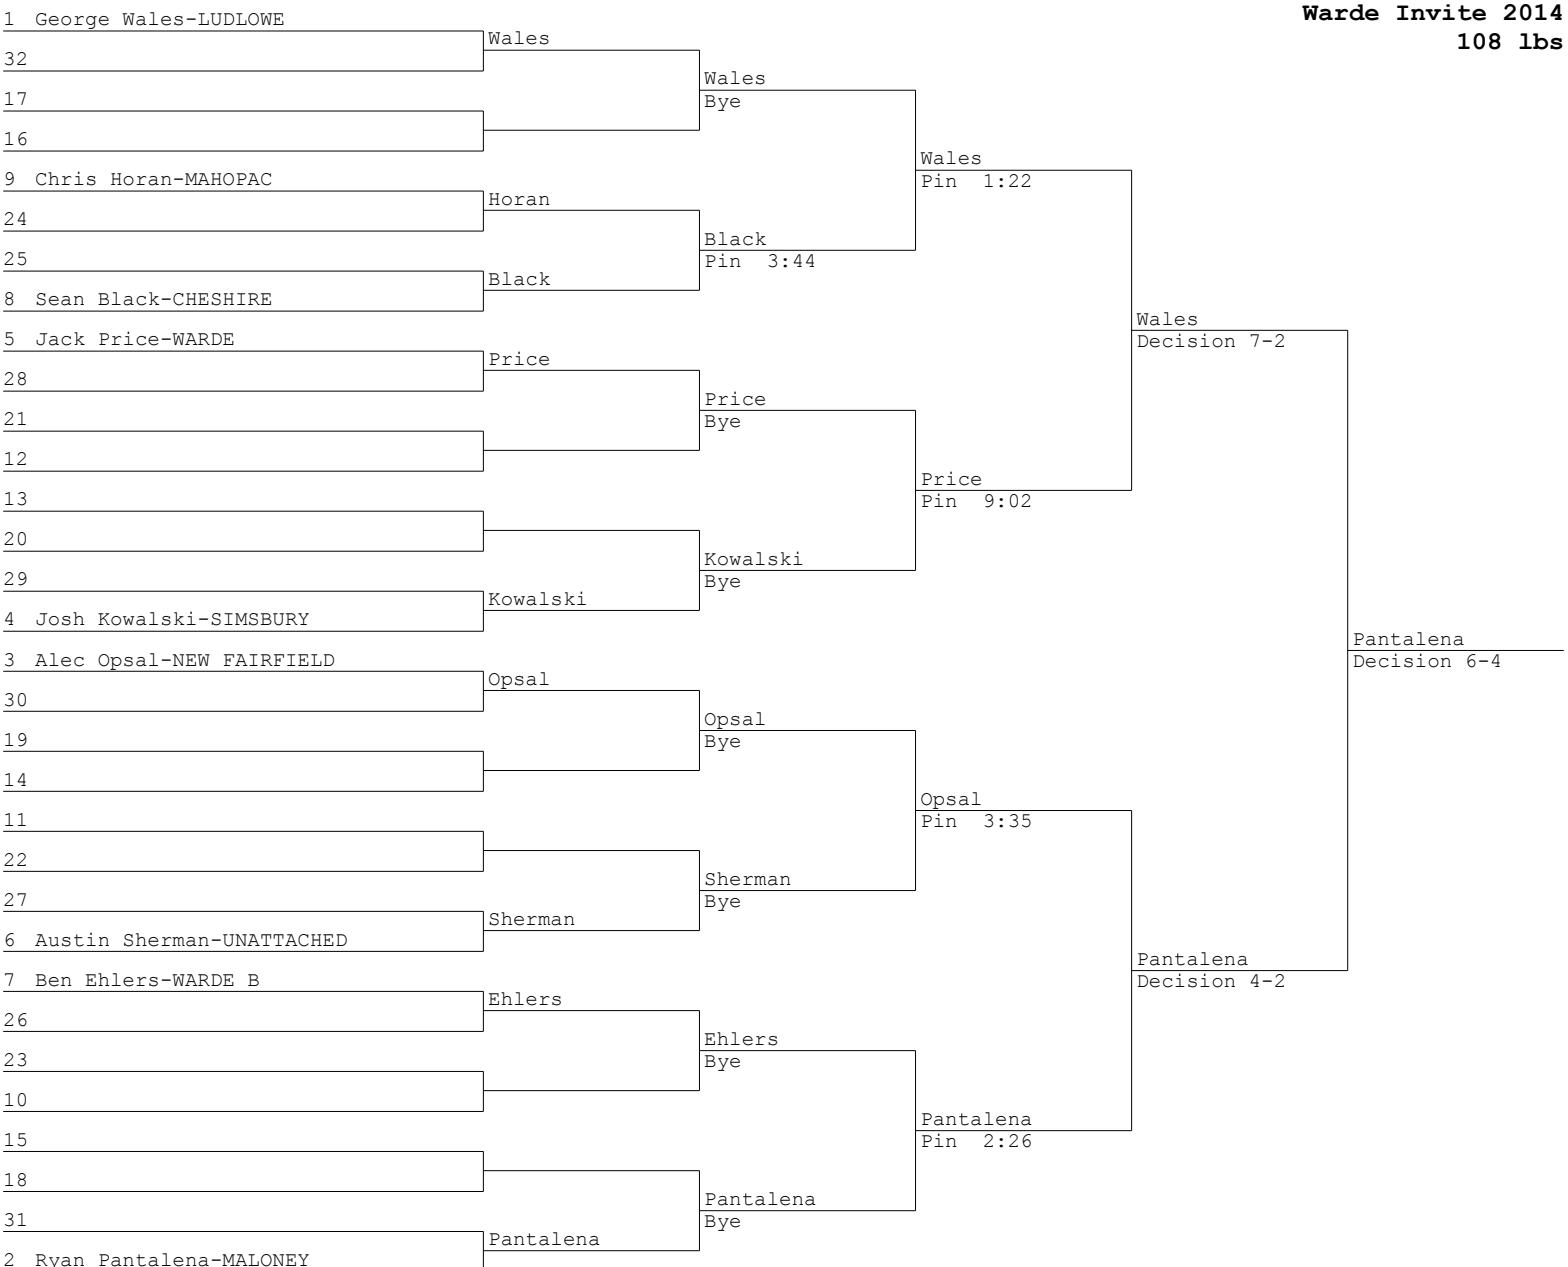 Warde Invite 2014
108 lbs
1 George Wales-LUDLOWE
Wales
32
Wales
17
Bye
16
Wales
9 Chris Horan-MAHOPAC
Pin 1:22
Horan
24
Black
25
Pin 3:44
Black
8 Sean Black-CHESHIRE
Wales
5 Jack Price-WARDE
Decision 7-2
Price
28
Price
21
Bye
12
Price
13
Pin 9:02
20
Kowalski
29
Bye
Kowalski
4 Josh Kowalski-SIMSBURY
Pantalena
3 Alec Opsal-NEW FAIRFIELD
Decision 6-4
Opsal
30
Opsal
19
Bye
14
Opsal
11
Pin 3:35
22
Sherman
27
Bye
Sherman
6 Austin Sherman-UNATTACHED
Pantalena
7 Ben Ehlers-WARDE B
Decision 4-2
Ehlers
26
Ehlers
23
Bye
10
Pantalena
15
Pin 2:26
18
Pantalena
31
Bye
Pantalena
2 Ryan Pantalena-MALONEY